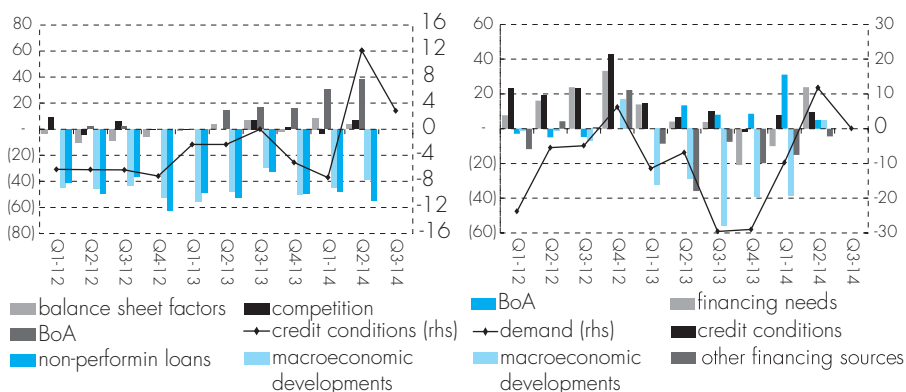 80
60
40
20
0
(20)
(40)
(60)
(80)
16
12
8
4
0
-4
-8
-12
-16
Q1-12
Q2-12
Q3-12
Q4-12
Q1-13
Q2-13
Q3-13
Q4-13
Q1-14
Q2-14
Q3-14
balance sheet factors
competition
BoA
credit conditions (rhs)
non-performin loans
macroeconomic
developments
60
40
20
-
(20)
(40)
(60)
30
20
10
0
-10
-20
-30
Q1-12
Q2-12
Q3-12
Q4-12
Q1-13
Q2-13
Q3-13
Q4-13
Q1-14
Q2-14
Q3-14
BoA
financing needs
demand (rhs)
credit conditions
macroeconomic
developments
other financing sources